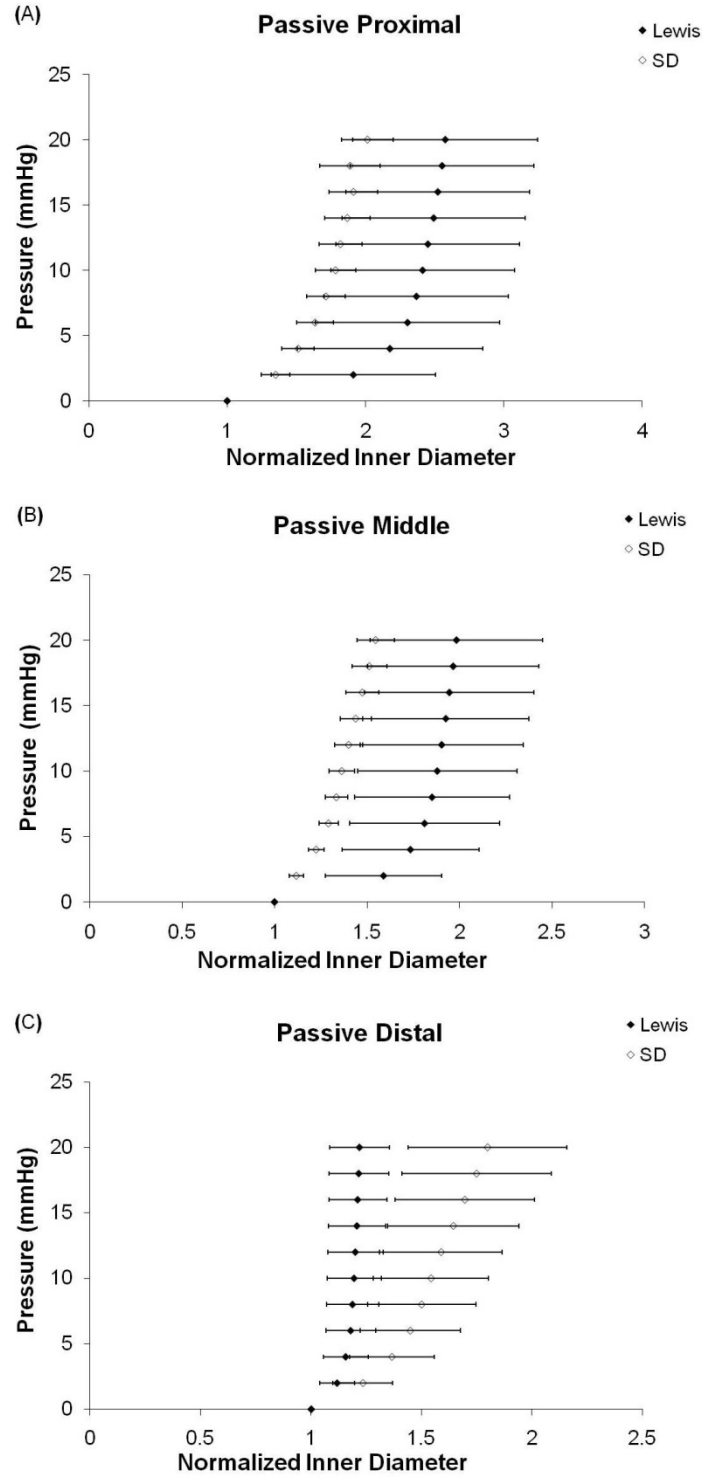 (A)
Passive Proximal
Lewis
SD
Pressure (mmHg)
25
20
15
10
5
0
0 1 2 3 4
Normalized Inner Diameter
(B)
Passive Middle
Lewis
SD
Pressure (mmHg)
25
20
15
10
5
0
0 0.5 1 1.5 2 2.5 3
Normalized Inner Diameter
(C)
Passive Distal
Lewis
SD
Pressure (mmHg)
25
20
15
10
5
0
0 0.5 1 1.5 2 2.5
Normalized Inner Diameter